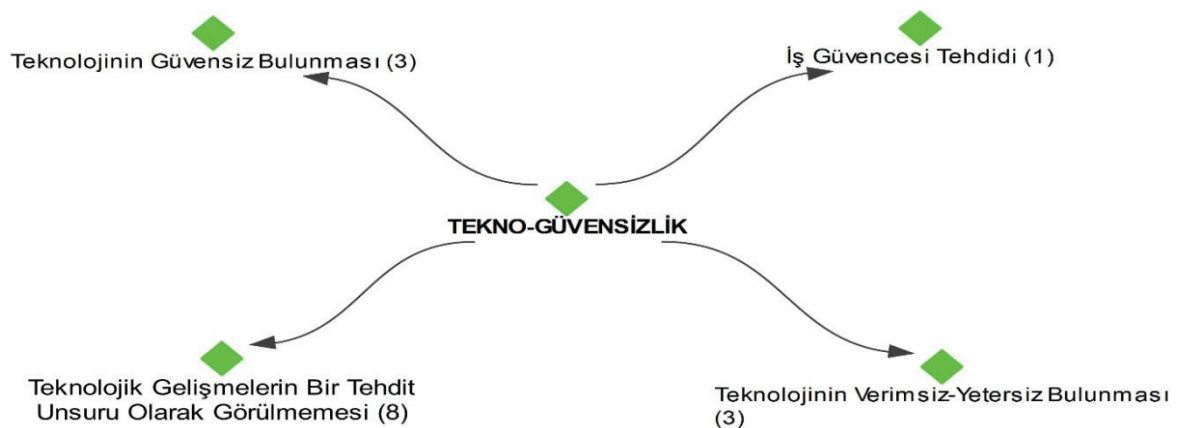 Teknolojinin Güvensiz Bulunması (3)
İş Güvencesi Tehdidi (1)
TEKNO-GÜVENSİZLİK
Teknolojik Gelişmelerin Bir Tehdit
Unsuru Olarak Görülmemesi (8)
Teknolojinin Verimsiz-Yetersiz Bulunması
(3)